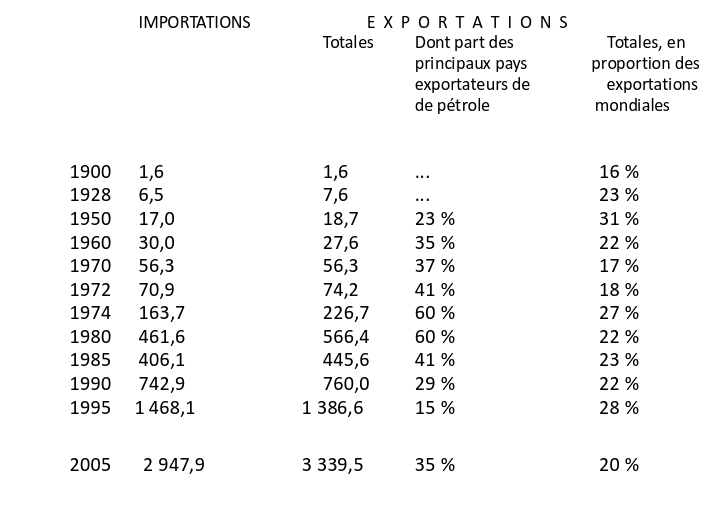 IMPORTATIONS E X P O R T A T I O N S
Totales Dont part des Totales, en
principaux pays proportion des
exportateurs de exportations
de pétrole mondiales
1900 1,6 1,6 ... 16 %
1928 6,5 7,6 ... 23 %
1950 17,0 18,7 23 % 31 %
1960 30,0 27,6 35 % 22 %
1970 56,3 56,3 37 % 17 %
1972 70,9 74,2 41 % 18 %
1974 163,7 226,7 60 % 27 %
1980 461,6 566,4 60 % 22 %
1985 406,1 445,6 41 % 23 %
1990 742,9 760,0 29 % 22 %
1995 1 468,1 1 386,6 15 % 28 %
2005 2 947,9 3 339,5 35 % 20 %